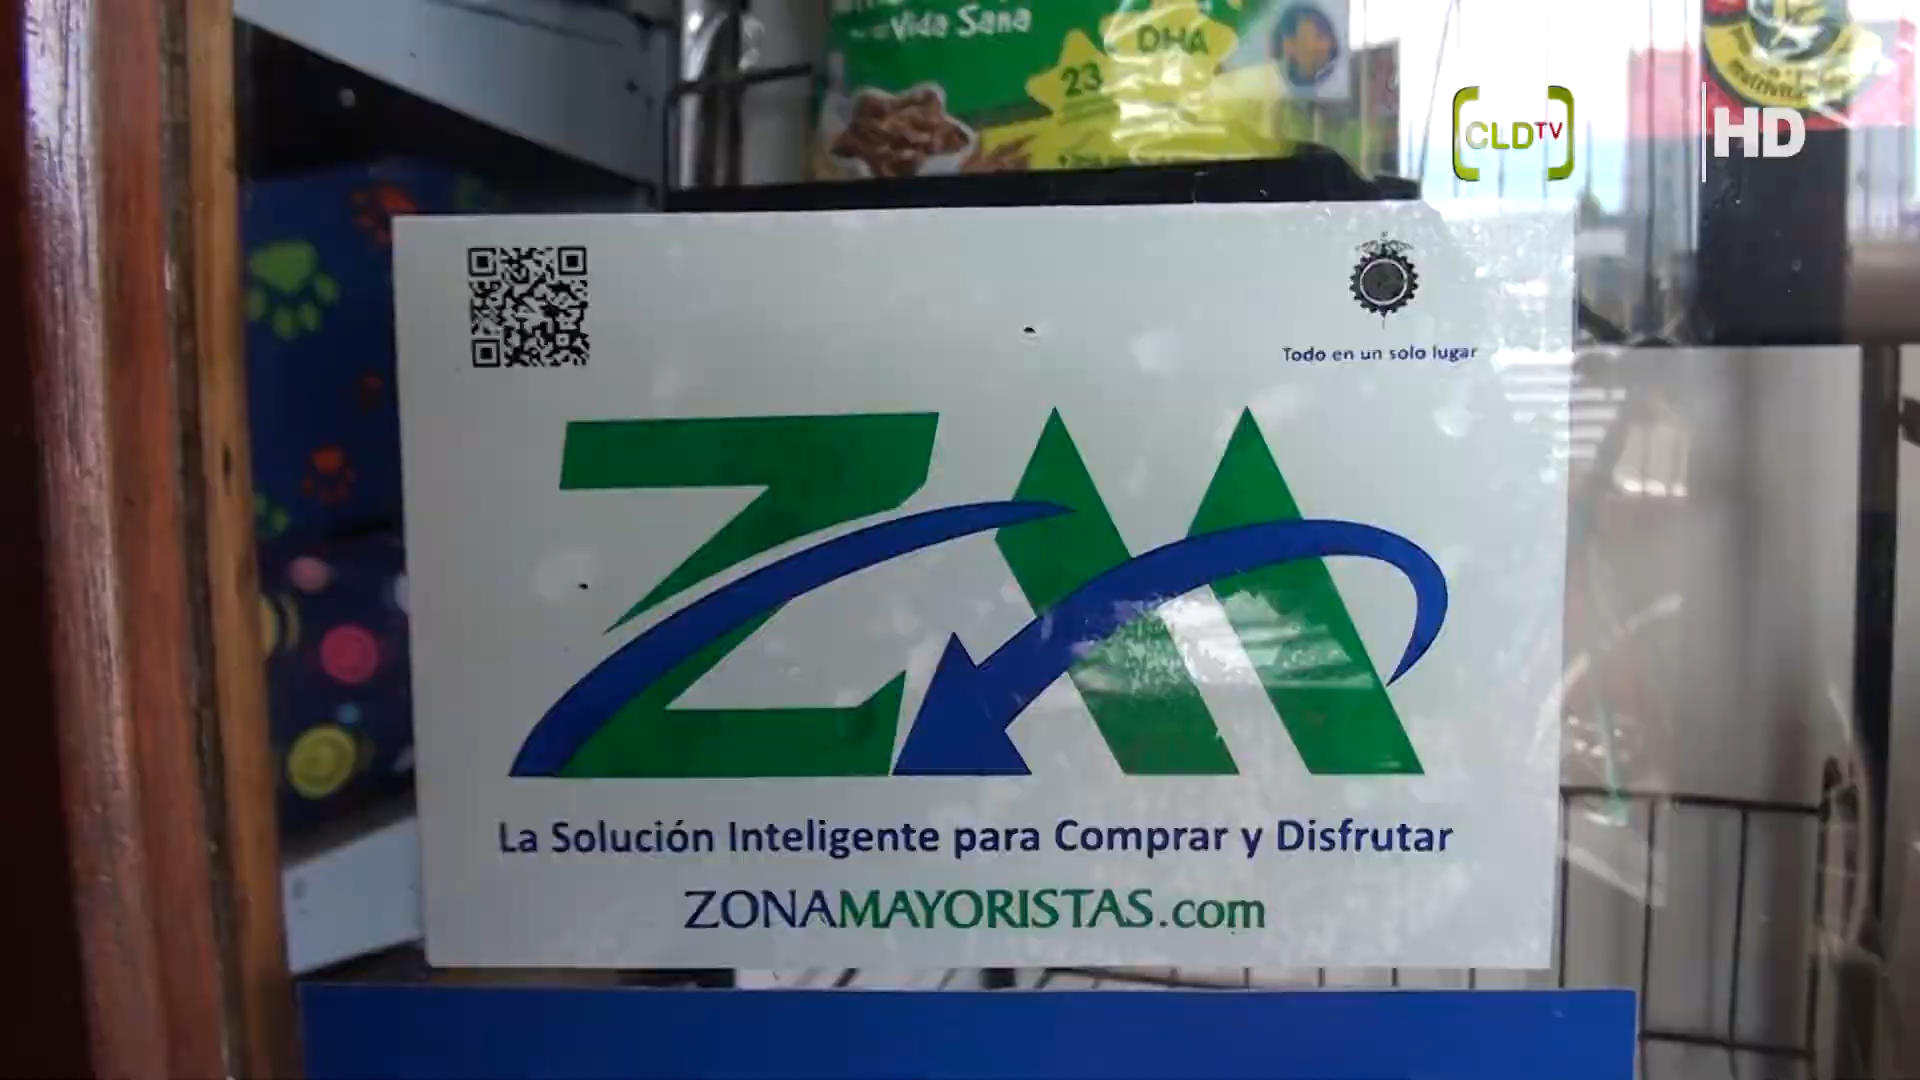 Vida Sana
DHA
23
CLDTV
HD
Todo en un solo lugar
ZM
La Solución Inteligente para Comprar y Disfrutar
ZONAMAYORISTAS.com